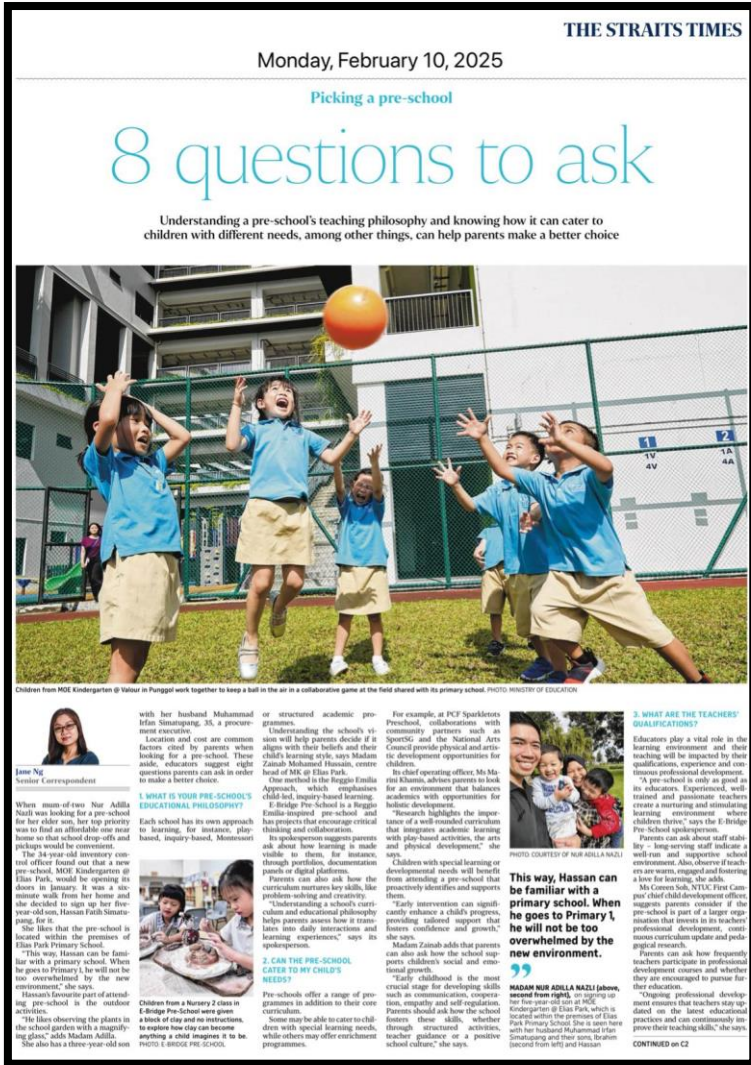 THE STRAITS TIMES
Monday, February 10, 2025
Picking a pre-school
8 questions to ask
Understanding a pre-school's teaching philosophy and knowing how it can cater to
children with different needs, among other things, can help parents make a better choice
1
1V
4V
2
1A
4A
Children from MOE Kindergarten @ Valour in Punggol work together to keep a ball in the air in a collaborative game at the field shared with its primary school. PHOTO: MINISTRY OF EDUCATION
Jane Ng
Senior Correspondent
When mum-of-two Nur Adilla
Nazli was looking for a pre-school
for her elder son, her top priority
was to find an affordable one near
home so that school drop-offs and
pickups would be convenient.
The 34-year-old inventory con-
trol officer found out that a new
pre-school, MOE Kindergarten @
Elias Park, would be opening its
doors in January. It was a six-
minute walk from her home and
she decided to sign up her five-
year-old son, Hassan Fatih Simatu-
pang, for it.
She likes that the pre-school is
located within the premises of
Elias Park Primary School.
"This way, Hassan can be fami-
liar with a primary school. When
he goes to Primary 1, he will not be
too overwhelmed by the new
environment," she says.
Hassan's favourite part of attend-
ing pre-school is the outdoor
activities.
"He likes observing the plants in
the school garden with a magnify-
ing glass," adds Madam Adilla.
She also has a three-year-old son
with her husband Muhammad
Irfan Simatupang, 35, a procure-
ment executive.
Location and cost are common
factors cited by parents when
looking for a pre-school. These
aside, educators suggest eight
questions parents can ask in order
to make a better choice.
1. WHAT IS YOUR PRE-SCHOOL'S
EDUCATIONAL PHILOSOPHY?
Each school has its own approach
to learning, for instance, play-
based, inquiry-based, Montessori
Children from a Nursery 2 class in
E-Bridge Pre-School were given
a block of clay and no instructions,
to explore how clay can become
anything a child imagines it to be.
PHOTO: E-BRIDGE PRE-SCHOOL
or structured academic pro-
grammes.
Understanding the school's vi-
sion will help parents decide if it
aligns with their beliefs and their
child's learning style, says Madam
Zainab Mohamed Hussain, centre
head of MK @ Elias Park.
One method is the Reggio Emilia
Approach, which emphasises
child-led, inquiry-based learning.
E-Bridge Pre-School is a Reggio
Emilia-inspired pre-school and
has projects that encourage critical
thinking and collaboration.
Its spokesperson suggests parents
ask about how learning is made
visible to them, for instance,
through portfolios, documentation
panels or digital platforms.
Parents can also ask how the
curriculum nurtures key skills, like
problem-solving and creativity.
"Understanding a school's curri-
culum and educational philosophy
helps parents assess how it trans-
lates into daily interactions and
learning experiences," says its
spokesperson.
2. CAN THE PRE-SCHOOL
CATER TO MY CHILD'S
NEEDS?
Pre-schools offer a range of pro-
grammes in addition to their core
curriculum.
Some may be able to cater to chil-
dren with special learning needs,
while others may offer enrichment
programmes.
For example, at PCF Sparkletots
Preschool, collaborations with
community partners such as
SportSG and the National Arts
Council provide physical and artis-
tic development opportunities for
children.
Its chief operating officer, Ms Ma-
rini Khamis, advises parents to look
for an environment that balances
academics with opportunities for
holistic development.
"Research highlights the impor-
tance of a well-rounded curriculum
that integrates academic learning
with play-based activities, the arts
and physical development," she
says.
Children with special learning or
developmental needs will benefit
from attending a pre-school that
proactively identifies and supports
them.
"Early intervention can signifi-
cantly enhance a child's progress,
providing tailored support that
fosters confidence and growth,"
she says.
Madam Zainab adds that parents
can also ask how the school sup-
ports children's social and emo-
tional growth.
"Early childhood is the most
crucial stage for developing skills
such as communication, coopera-
tion, empathy and self-regulation.
Parents should ask how the school
fosters these skills, whether
through structured activities,
teacher guidance or a positive
school culture," she says.
PHOTO: COURTESY OF NUR ADILLA NAZLI
This way, Hassan can
be familiar with a
primary school. When
he goes to Primary 1,
he will not be too
overwhelmed by the
new environment.
”
MADAM NUR ADILLA NAZLI (above,
second from right), on signing up
her five-year-old son at MOE
Kindergarten @ Elias Park, which is
located within the premises of Elias
Park Primary School. She is seen here
with her husband Muhammad Irfan
Simatupang and their sons, Ibrahim
(second from left) and Hassan
3. WHAT ARE THE TEACHERS'
QUALIFICATIONS?
Educators play a vital role in the
learning environment and their
teaching will be impacted by their
qualifications, experience and con-
tinuous professional development.
"A pre-school is only as good as
its educators. Experienced, well-
trained and passionate teachers
create a nurturing and stimulating
learning environment where
children thrive," says the E-Bridge
Pre-School spokesperson.
Parents can ask about staff stabi-
lity – long-serving staff indicate a
well-run and supportive school
environment. Also, observe if teach-
ers are warm, engaged and fostering
a love for learning, she adds.
Ms Coreen Soh, NTUC First Cam-
pus' chief child development officer,
suggests parents consider if the
pre-school is part of a larger orga-
nisation that invests in its teachers'
professional development, conti-
nuous curriculum update and peda-
gogical research.
Parents can ask how frequently
teachers participate in professional
development courses and whether
they are encouraged to pursue fur-
ther education.
"Ongoing professional develop-
ment ensures that teachers stay up-
dated on the latest educational
practices and can continuously im-
prove their teaching skills," she says.
CONTINUED on C2